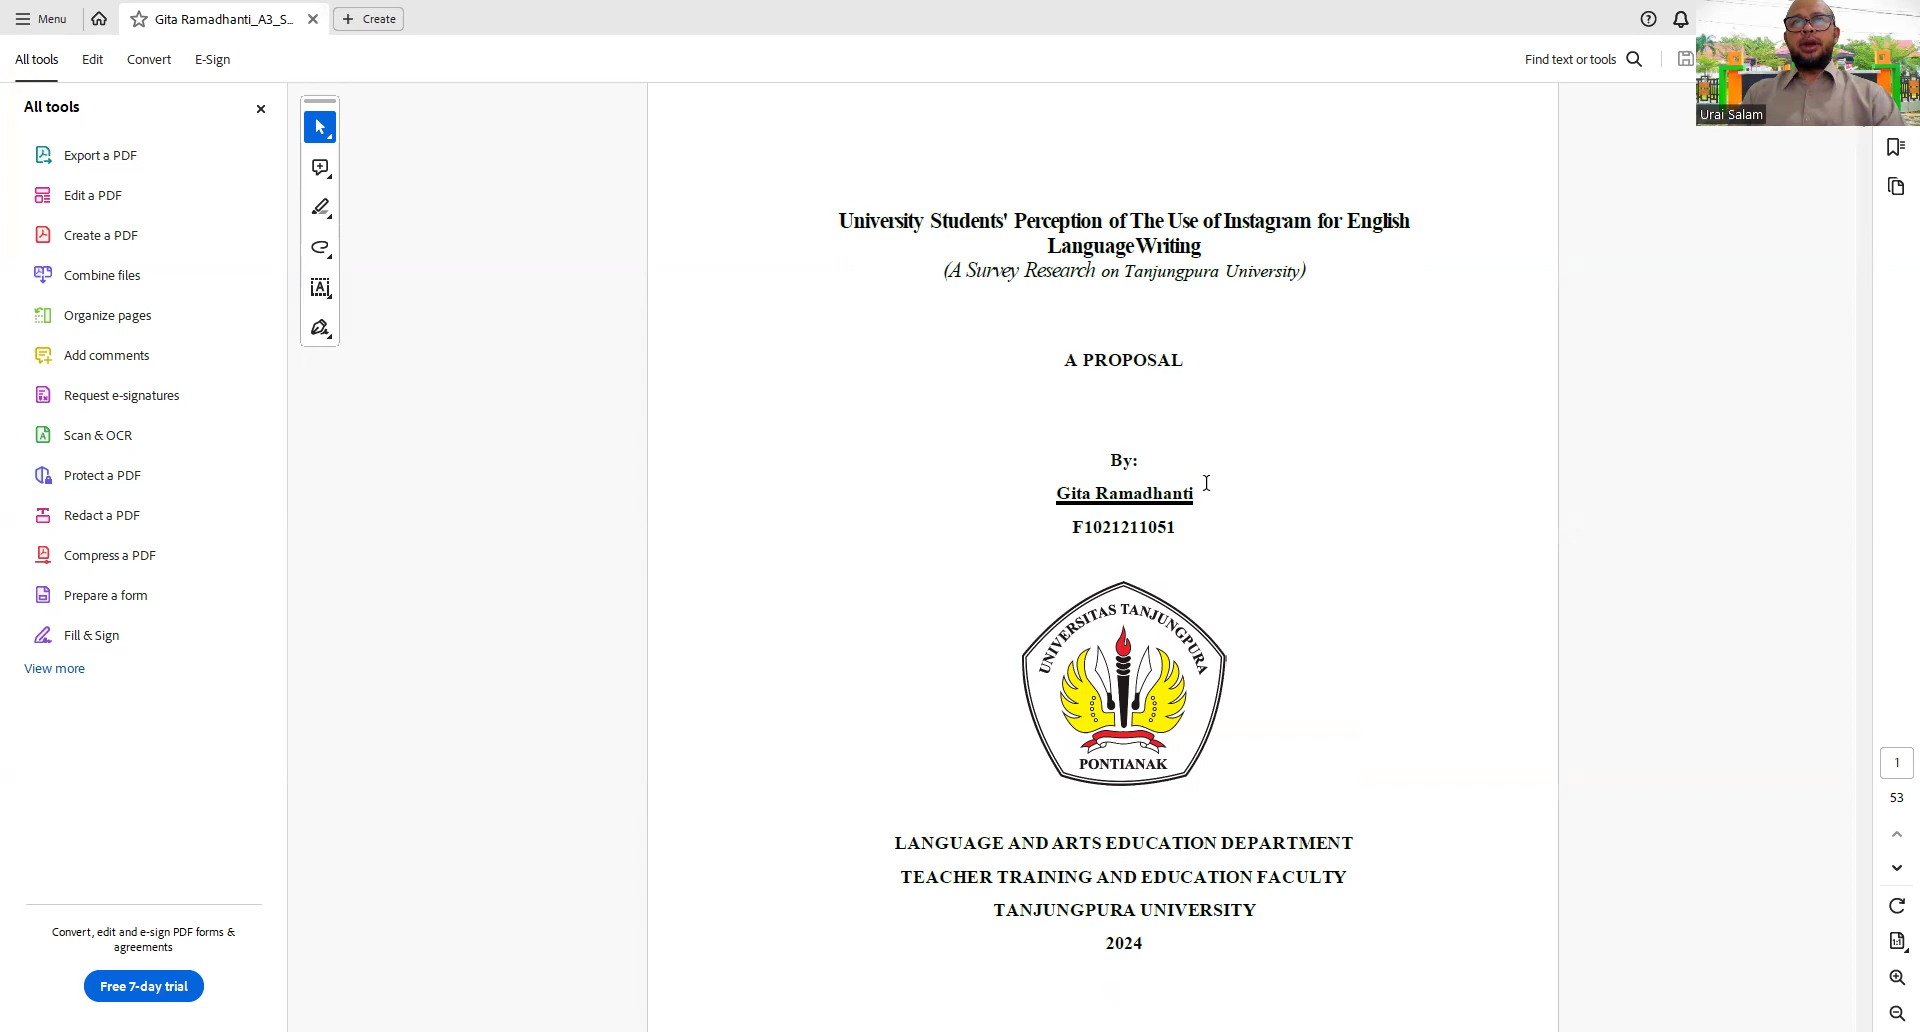 Menu
Gita Ramadhanti_A3_S...
Create
All tools
Edit
Convert
E-Sign
Find text or tools
Urai Salam
All tools
Export a PDF
Edit a PDF
Create a PDF
Combine files
Organize pages
Add comments
Request e-signatures
Scan & OCR
Protect a PDF
Redact a PDF
Compress a PDF
Prepare a form
Fill & Sign
View more
Convert, edit and e-sign PDF forms &
agreements
Free 7-day trial
University Students' Perception of The Use of Instagram for English
Language Writing
(A Survey Research on Tanjungpura University)
A PROPOSAL
By:
Gita Ramadhanti
F1021211051
UNIVERSITAS TANJUNGPURA
PONTIANAK
LANGUAGE AND ARTS EDUCATION DEPARTMENT
TEACHER TRAINING AND EDUCATION FACULTY
TANJUNGPURA UNIVERSITY
2024
1
53